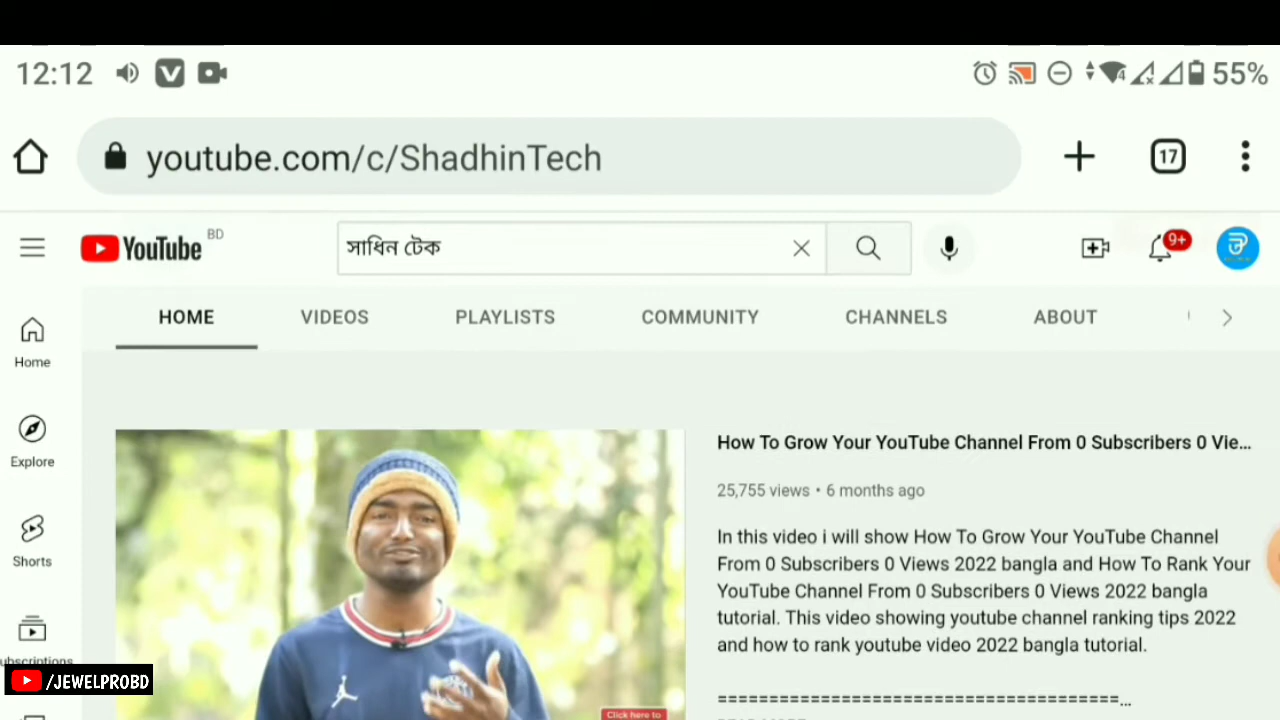 12:12
4
55%
youtube.com/c/ShadhinTech
17
YouTube BD
সাধিন টেক
9+
HOME
VIDEOS
PLAYLISTS
COMMUNITY
CHANNELS
ABOUT
Home
Explore
Shorts
ubscriptions
How To Grow Your YouTube Channel From 0 Subscribers 0 Vie...
25,755 views • 6 months ago
In this video i will show How To Grow Your YouTube Channel
From 0 Subscribers 0 Views 2022 bangla and How To Rank Your
YouTube Channel From 0 Subscribers 0 Views 2022 bangla
tutorial. This video showing youtube channel ranking tips 2022
and how to rank youtube video 2022 bangla tutorial.
=======================================...
Click here to
/JEWELPROBD